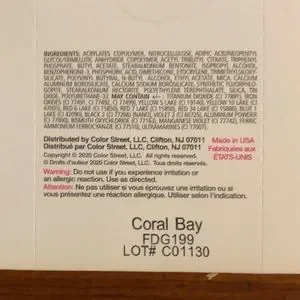 INGREDIENTS: ACRYLATES COPOLYMER, NITROCELLULOSE, ADIPIC ACID/NEOPENTYL
GLYCOL/TRIMELLITIC ANHYDRIDE COPOLYMER, ACETYL TRIBUTYL CITRATE, TRIPHENYL
PHOSPHATE, BUTYL ACETATE, STEARALKONIUM BENTONITE, ISOPROPYL ALCOHOL,
BENZOPHENONE-1, PHOSPHORIC ACID, DIMETHICONE, ETOCRYLENE, TRIMETHYLSILOXY-
SILICATE, POLYVINYL BUTYRAL, N-BUTYL ALCOHOL, ETHYL ACETATE, MICA, CALCIUM
ALUMINUM BOROSILICATE, CALCIUM SODIUM BOROSILICATE, SYNTHETIC FLUORPHLOGOPITE,
STEARALKONIUM HECTORITE, POLYETHYLENE TEREPHTHALATE, SILICA, TIN
OXIDE, POLYURETHANE-33. MAY CONTAIN +/-: TITANIUM DIOXIDE (CI 77891), IRON
OXIDES (CI 77491, CI 77492, CI 77499), YELLOW 5 LAKE (CI 19140), YELLOW 10 LAKE (CI
47005), RED 6 LAKE (CI 15850), RED 7 LAKE (CI 15850), RED 34 LAKE (CI 15880), BLUE 1
LAKE (CI 42090), BLACK 2 (CI 77266) [NANO], VIOLET 2 (CI 60725), ALUMINUM POWDER
(CI 77000), BISMUTH OXYCHLORIDE (CI 77163), MANGANESE VIOLET (CI 77742), FERRIC
AMMONIUM FERROCYANIDE (CI 77510), ULTRAMARINES (CI 77007).
Distributed by Color Street, LLC, Clifton, NJ 07011
Distribué par Color Street, LLC, Clifton, NJ 07011
Made in USA
Fabriquées aux
ÉTATS-UNIS
Copyright © 2020 Color Street, LLC. All rights reserved.
© Droits d'auteur 2020 Color Street, LLC. Tous droits réservés.
Warning: Do not use if you experience irritation or
an allergic reaction. Use as directed.
Attention: Ne pas utiliser si vous éprouvez une irritation ou si
vous présentez une réaction allergique. Utiliser selon l'indication.
Coral Bay
FDG199
LOT# C01130